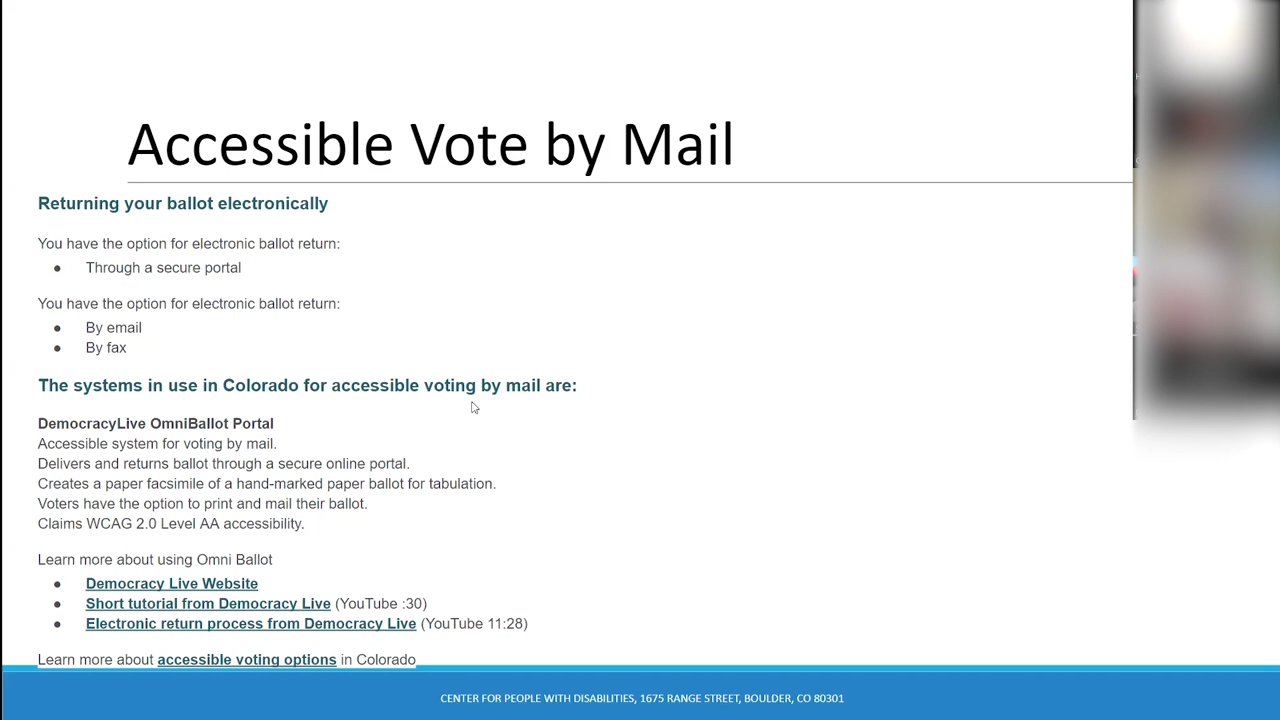 Accessible Vote by Mail
Returning your ballot electronically
You have the option for electronic ballot return:
● Through a secure portal
You have the option for electronic ballot return:
● By email
● By fax
The systems in use in Colorado for accessible voting by mail are:
DemocracyLive OmniBallot Portal
Accessible system for voting by mail.
Delivers and returns ballot through a secure online portal.
Creates a paper facsimile of a hand-marked paper ballot for tabulation.
Voters have the option to print and mail their ballot.
Claims WCAG 2.0 Level AA accessibility.
Learn more about using Omni Ballot
● Democracy Live Website
● Short tutorial from Democracy Live (YouTube :30)
● Electronic return process from Democracy Live (YouTube 11:28)
Learn more about accessible voting options in Colorado
CENTER FOR PEOPLE WITH DISABILITIES, 1675 RANGE STREET, BOULDER, CO 80301